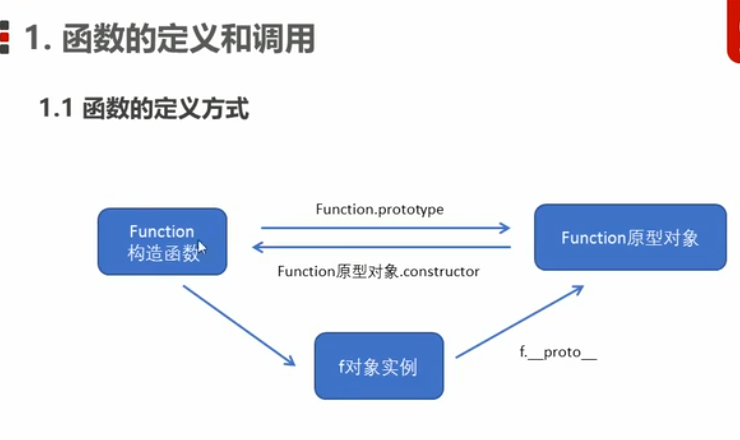 1. 函数的定义和调用
1.1 函数的定义方式
Function.prototype
Function
构造函数
Function原型对象
Function原型对象.constructor
f对象实例
f.__proto__